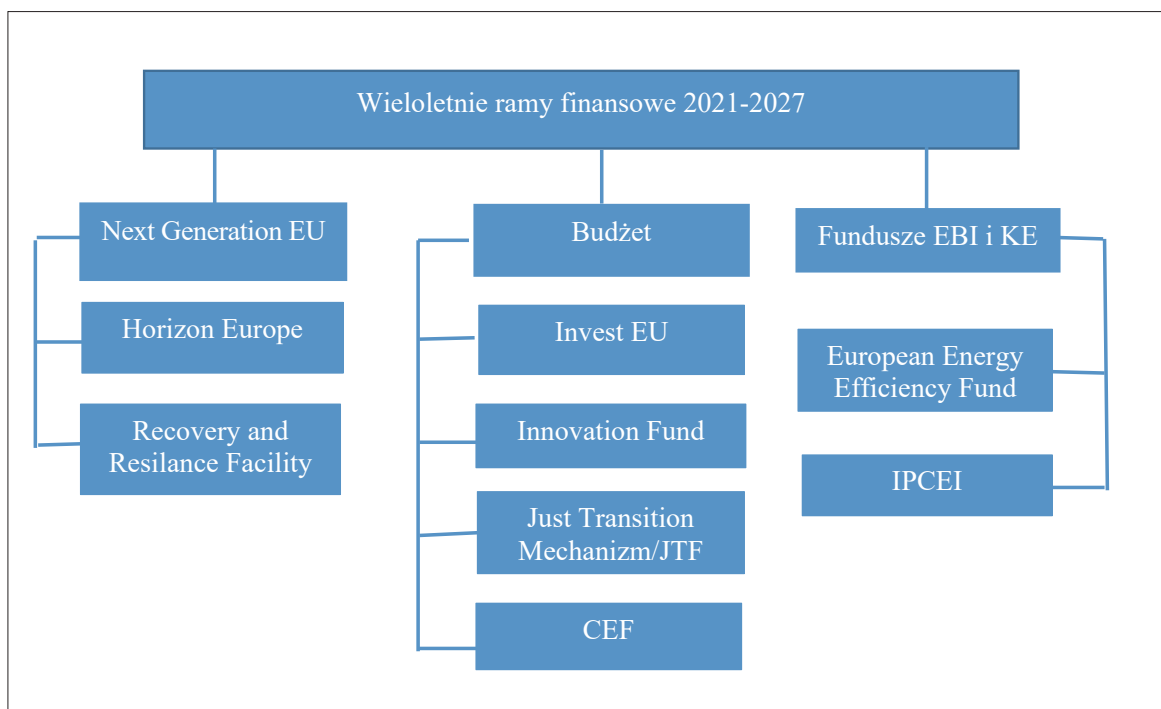 Wieloletnie ramy finansowe 2021-2027
Next Generation EU
Horizon Europe
Recovery and
Resilance Facility
Budżet
Invest EU
Innovation Fund
Just Transition
Mechanizm/JTF
CEF
Fundusze EBI i KE
European Energy
Efficiency Fund
IPCEI